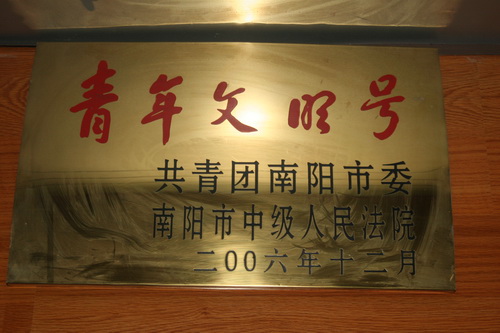 青年文明号
共青团南阳市委
南阳市中级人民法院
二00六年十二月